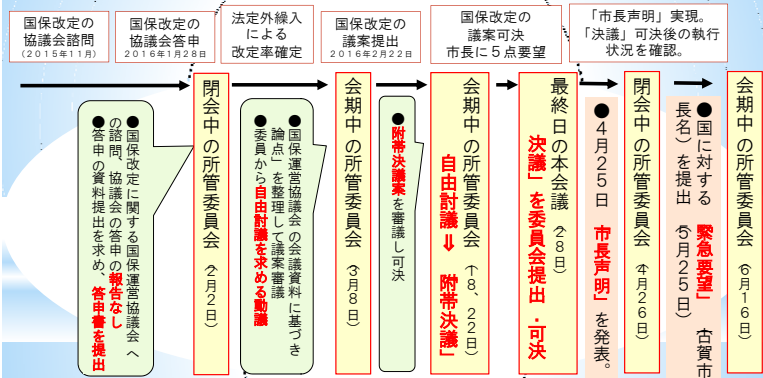 国保改定の
協議会諮問
（2015年11月）
国保改定の
協議会答申
2016年1月28日
法定外繰入
による
改定率確定
国保改定の
議案提出
2016年2月22日
国保改定の
議案可決
市長に５点要望
「市長声明」実現。
「決議」可決後の執行
状況を確認。
●国保改定に関する国保運営協議会へ
の諮問、協議会の答申の報告なし
●答申の資料提出を求め、答申書を提出
閉会中の所管委員会（2月2日）
●国保運営協議会の会議資料に基づき
論点」を整理して議案審議
●委員から自由討議を求める動議
会期中の所管委員会（3月8日）
●附帯決議案を審議し可決
会期中の所管委員会（18、22日）
自由討議⇒附帯決議」
最終日の本会議（28日）
決議」を委員会提出・可決
●４月２５日 市長声明」を発表。
閉会中の所管委員会（4月26日）
●国に対する 緊急要望」（古賀市
長名）を提出（5月25日）
会期中の所管委員会（6月16日）